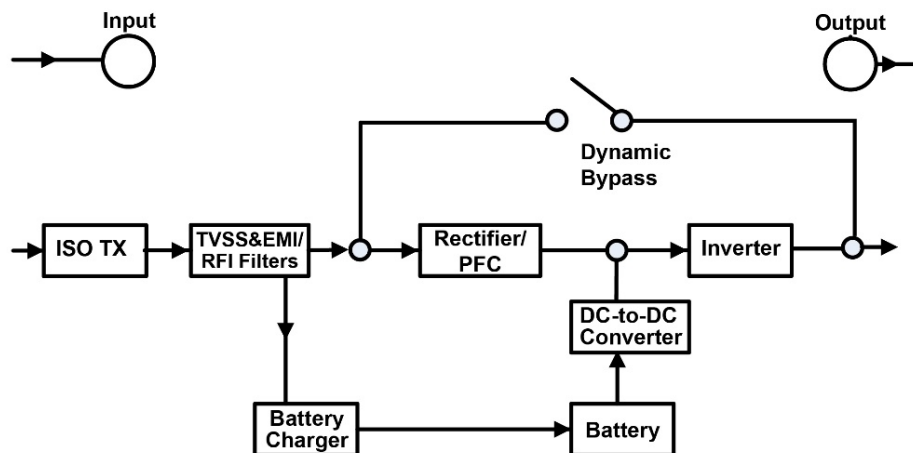 Input
Output
Dynamic
Bypass
ISO TX
TVSS&EMI/
RFI Filters
Rectifier/
PFC
Inverter
DC-to-DC
Converter
Battery
Charger
Battery